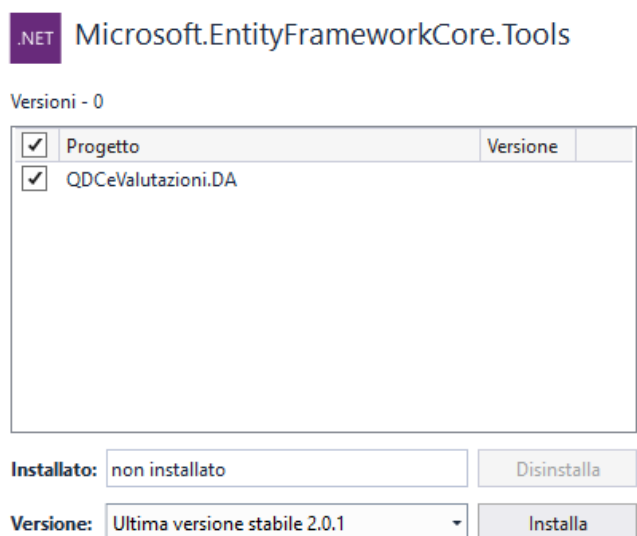 .NET Microsoft.EntityFrameworkCore.Tools
Versioni - 0
Progetto Versione
QDCeValutazioni.DA
Installato: non installato Disinstalla
Versione: Ultima versione stabile 2.0.1 Installa